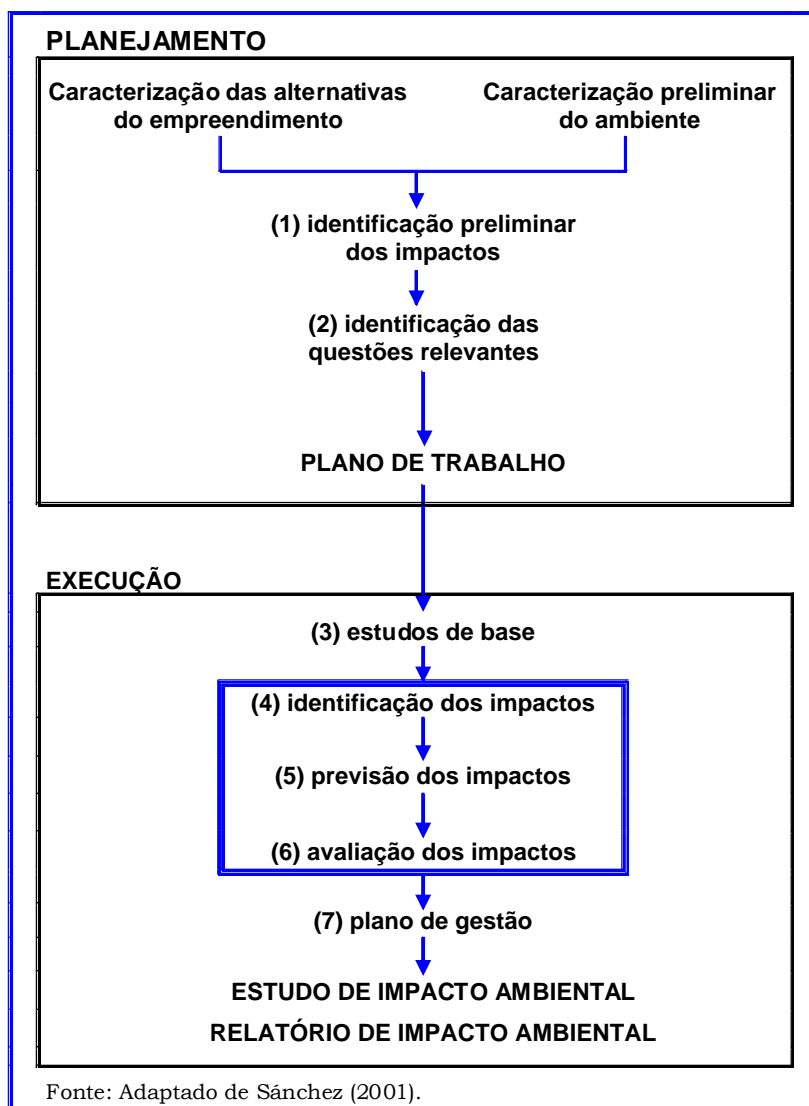 PLANEJAMENTO
Caracterização das alternativas
do empreendimento
Caracterização preliminar
do ambiente
(1) identificação preliminar
dos impactos
(2) identificação das
questões relevantes
PLANO DE TRABALHO
EXECUÇÃO
(3) estudos de base
(4) identificação dos impactos
(5) previsão dos impactos
(6) avaliação dos impactos
(7) plano de gestão
ESTUDO DE IMPACTO AMBIENTAL
RELATÓRIO DE IMPACTO AMBIENTAL
Fonte: Adaptado de Sánchez (2001).